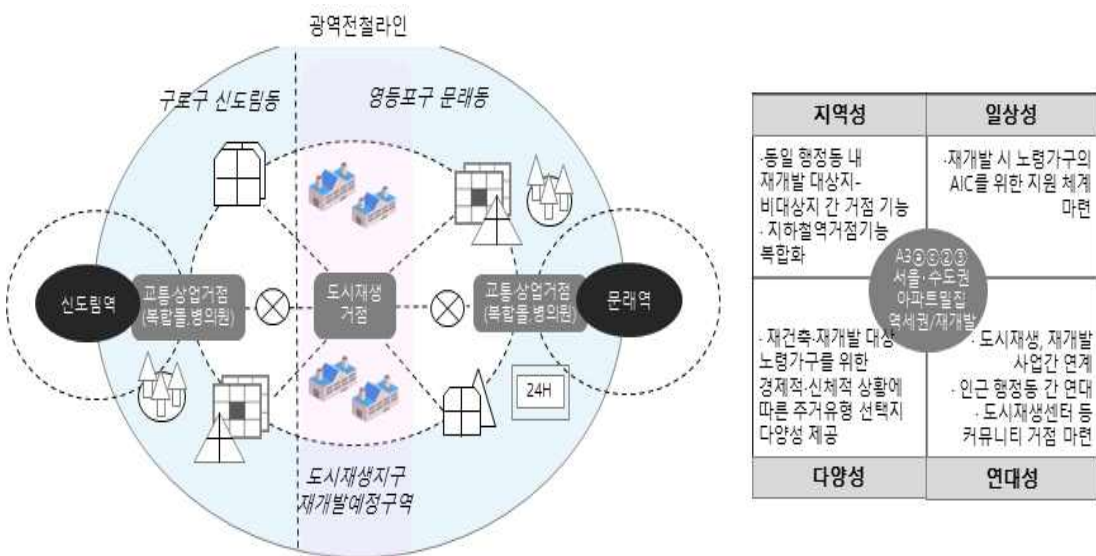 광역전철라인
구로구 신도림동
영등포구 문래동
신도림역
교통·상업거점
(복합몰.병의원)
도시재생
거점
교통·상업거점
(복합몰.병의원)
문래역
24H
도시재생지구
재개발예정구역
지역성
일상성
·동일 행정동 내
재개발 대상지-
비대상지 간 거점 기능
· 지하철역거점기능
복합화
·재개발 시 노령가구의
AIC를 위한 지원 체계
마련
A3ⓐⓒ②③
서울·수도권
아파트밀집
역세권/재개발
· 재건축·재개발 대상
노령가구를 위한
경제적·신체적 상황에
따른 주거유형 선택지
다양성 제공
· 도시재생, 재개발
사업간 연계
· 인근 행정동 간 연대
· 도시재생센터 등
커뮤니티 거점 마련
다양성
연대성